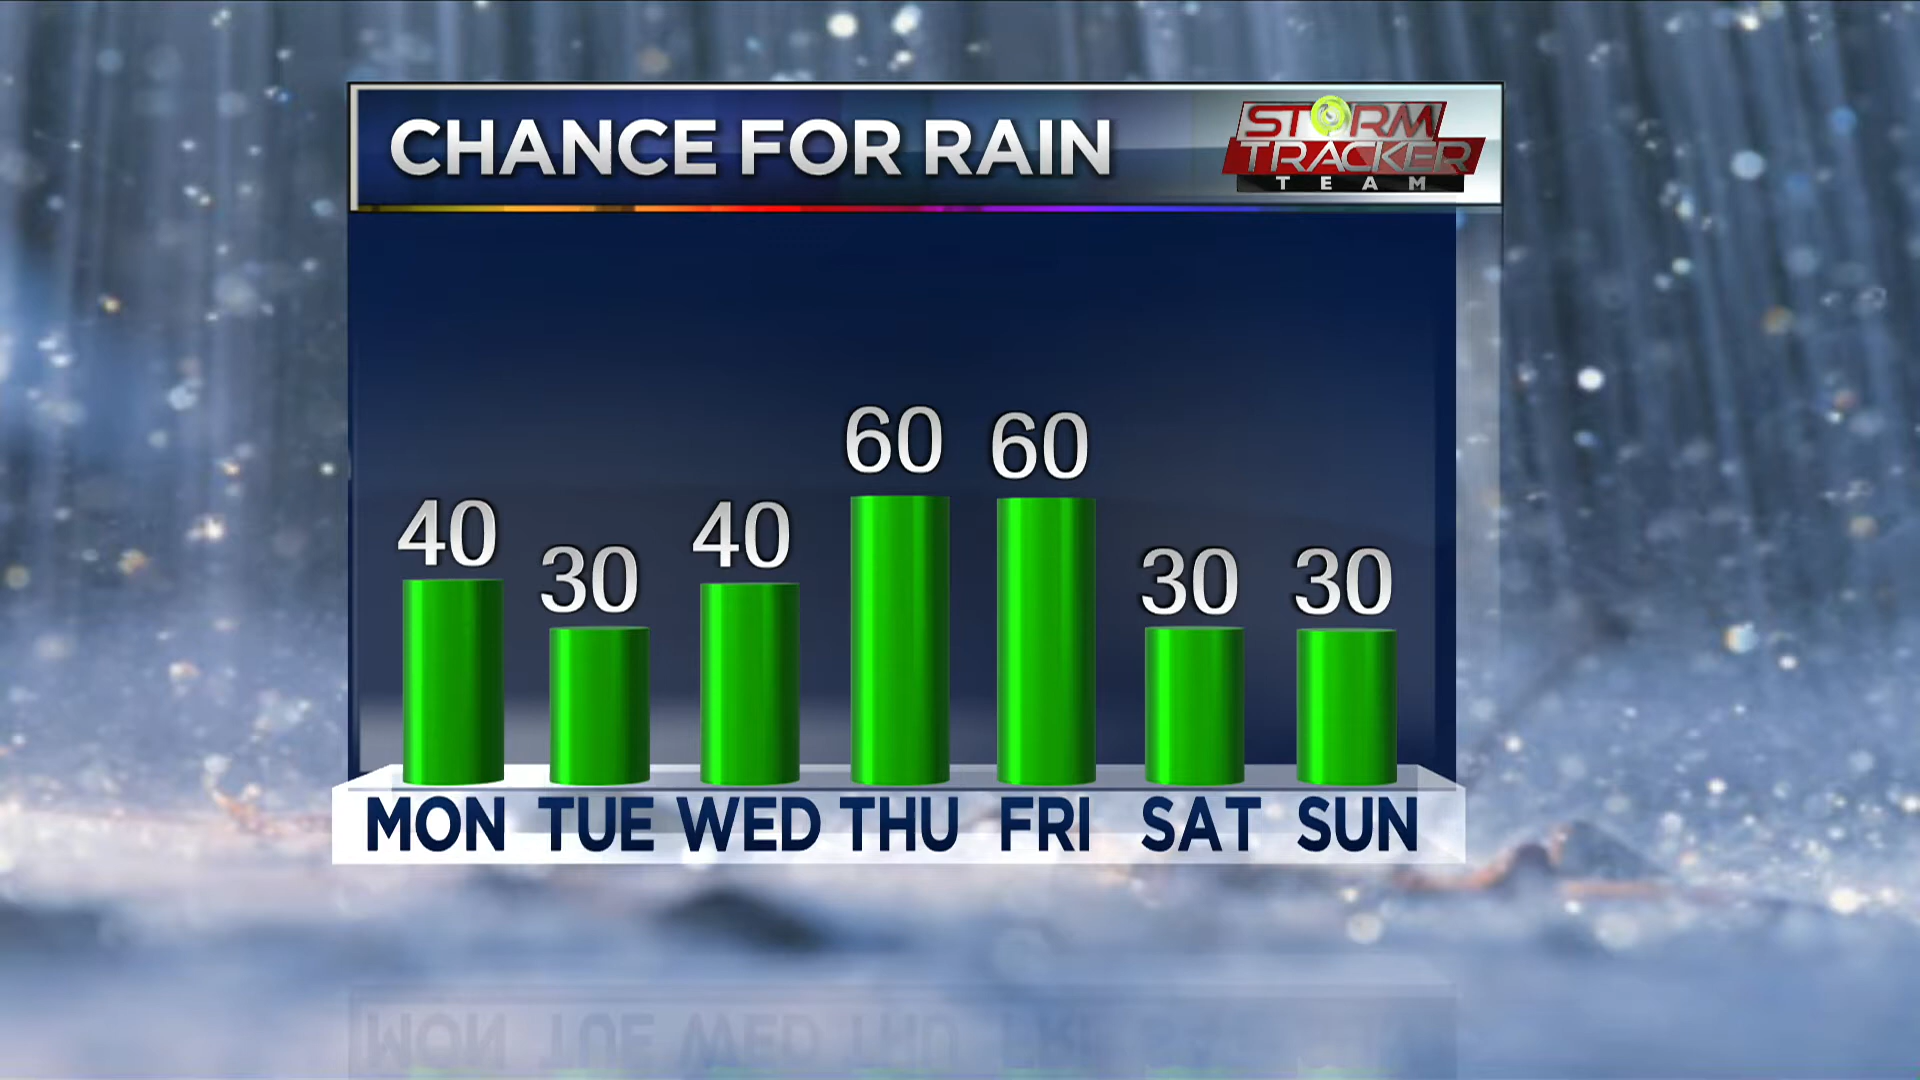 CHANCE FOR RAIN
STORM
TRACKER
TEAM
60 60
40 30 40 30 30
MON TUE WED THU FRI SAT SUN